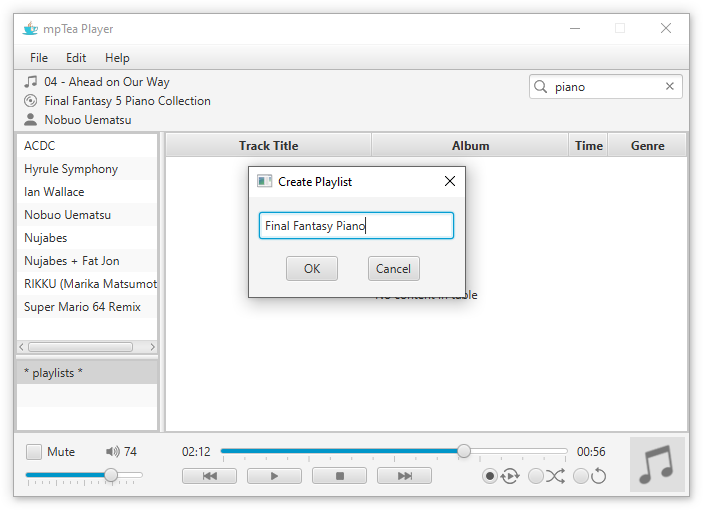 mpTea Player
File Edit Help
04 - Ahead on Our Way
Final Fantasy 5 Piano Collection
Nobuo Uematsu
piano
ACDC
Hyrule Symphony
Ian Wallace
Nobuo Uematsu
Nujabes
Nujabes + Fat Jon
RIKKU (Marika Matsumot
Super Mario 64 Remix
* playlists *
Track Title Album Time Genre
Create Playlist
Final Fantasy Piano
OK Cancel
No content in table
Mute 74 02:12 00:56